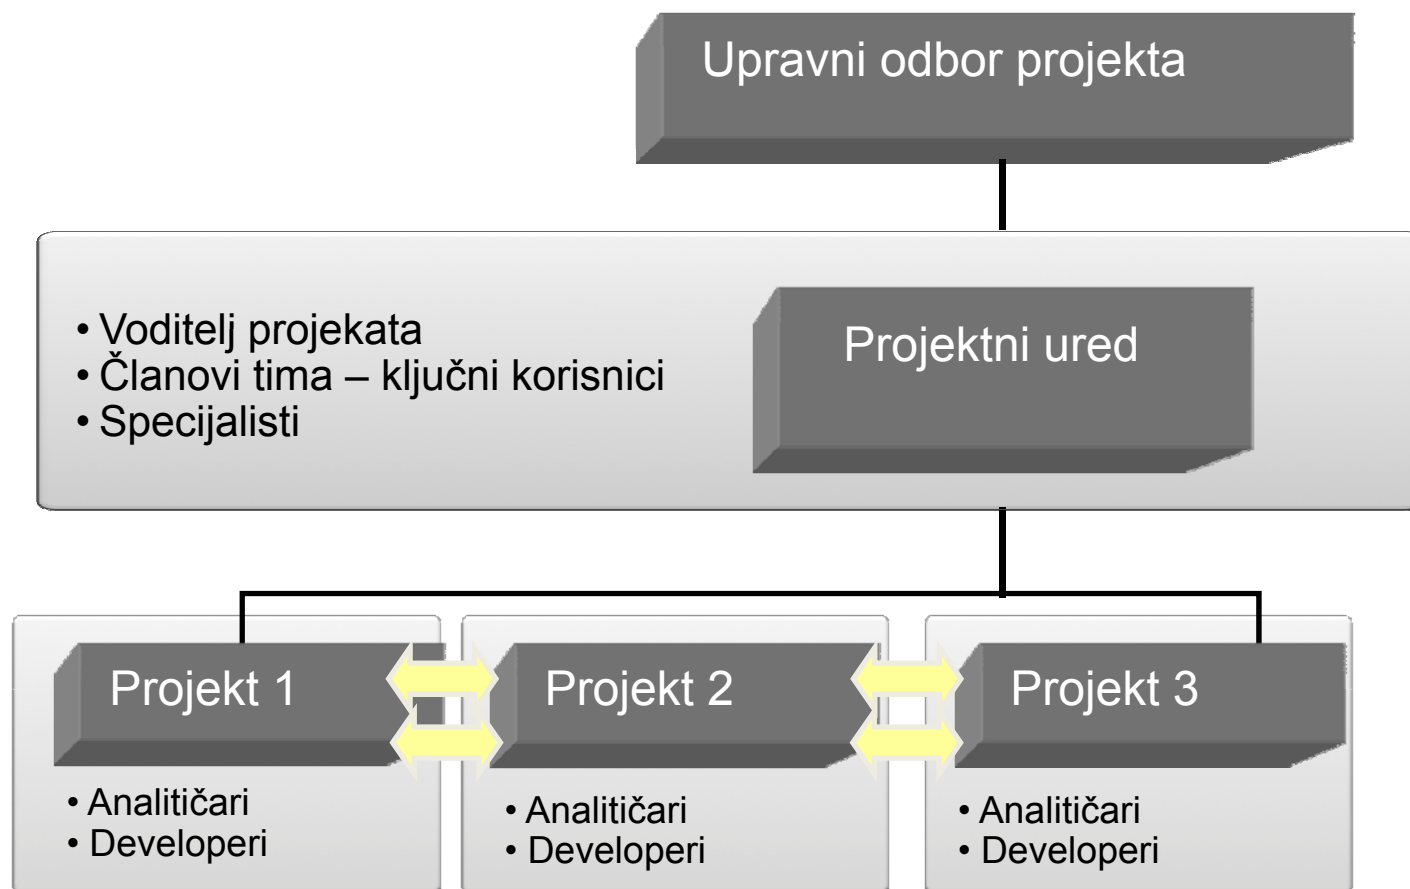 Upravni odbor projekta
• Voditelj projekata
• Članovi tima – ključni korisnici
• Specijalisti
Projektni ured
Projekt 1
• Analitičari
• Developeri
Projekt 2
• Analitičari
• Developeri
Projekt 3
• Analitičari
• Developeri